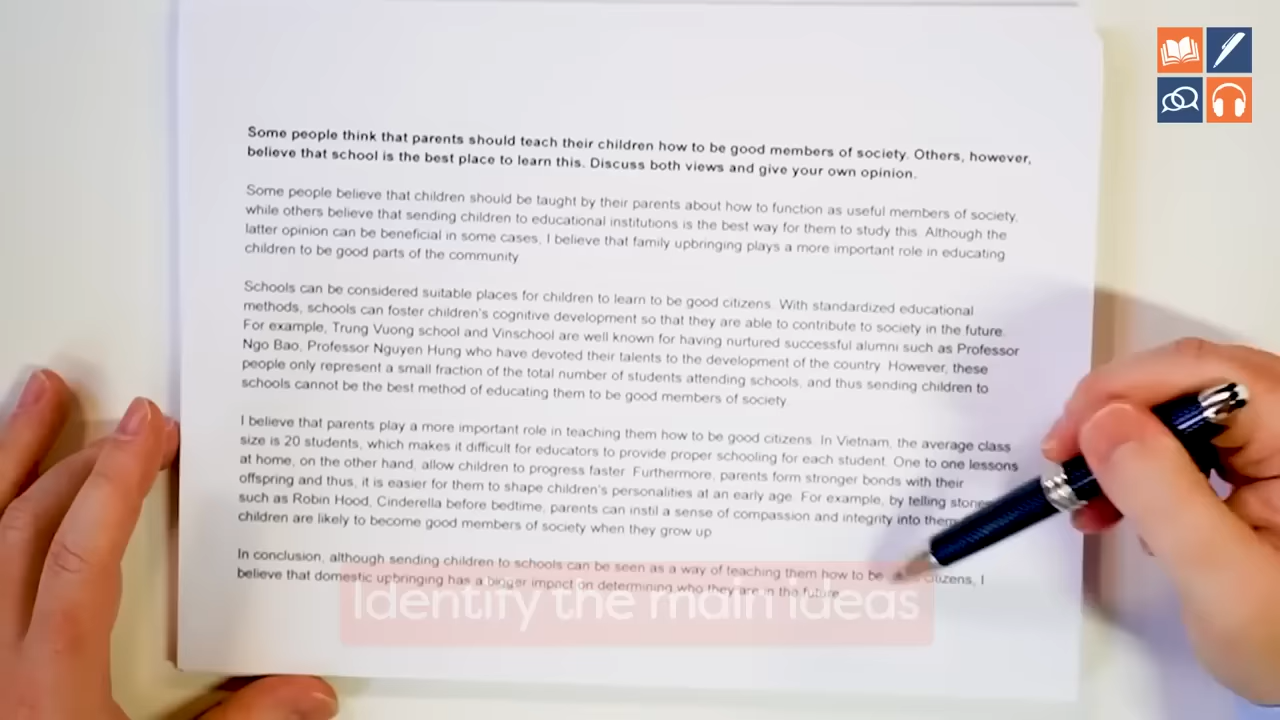 Some people think that parents should teach their children how to be good members of society. Others, however,
believe that school is the best place to learn this. Discuss both views and give your own opinion.
Some people believe that children should be taught by their parents about how to function as useful members of society,
while others believe that sending children to educational institutions is the best way for them to study this. Although the
latter opinion can be beneficial in some cases, I believe that family upbringing plays a more important role in educating
children to be good parts of the community
Schools can be considered suitable places for children to learn to be good citizens. With standardized educational
methods, schools can foster children's cognitive development so that they are able to contribute to society in the future.
For example, Trung Vuong school and Vinschool are well known for having nurtured successful alumni such as Professor
Ngo Bao, Professor Nguyen Hung who have devoted their talents to the development of the country. However, these
people only represent a small fraction of the total number of students attending schools, and thus sending children to
schools cannot be the best method of educating them to be good members of society
I believe that parents play a more important role in teaching them how to be good citizens. In Vietnam, the average class
size is 20 students, which makes it difficult for educators to provide proper schooling for each student. One to one lessons
at home, on the other hand, allow children to progress faster. Furthermore, parents form stronger bonds with their
offspring and thus, it is easier for them to shape children's personalities at an early age. For example, by telling stories
such as Robin Hood, Cinderella before bedtime, parents can instil a sense of compassion and integrity into them
children are likely to become good members of society when they grow up
In conclusion, although sending children to schools can be seen as a way of teaching them how to be citizens, I
believe that domestic upbringing has a bigger impact on determining who they are in the future
Identify the main ideas